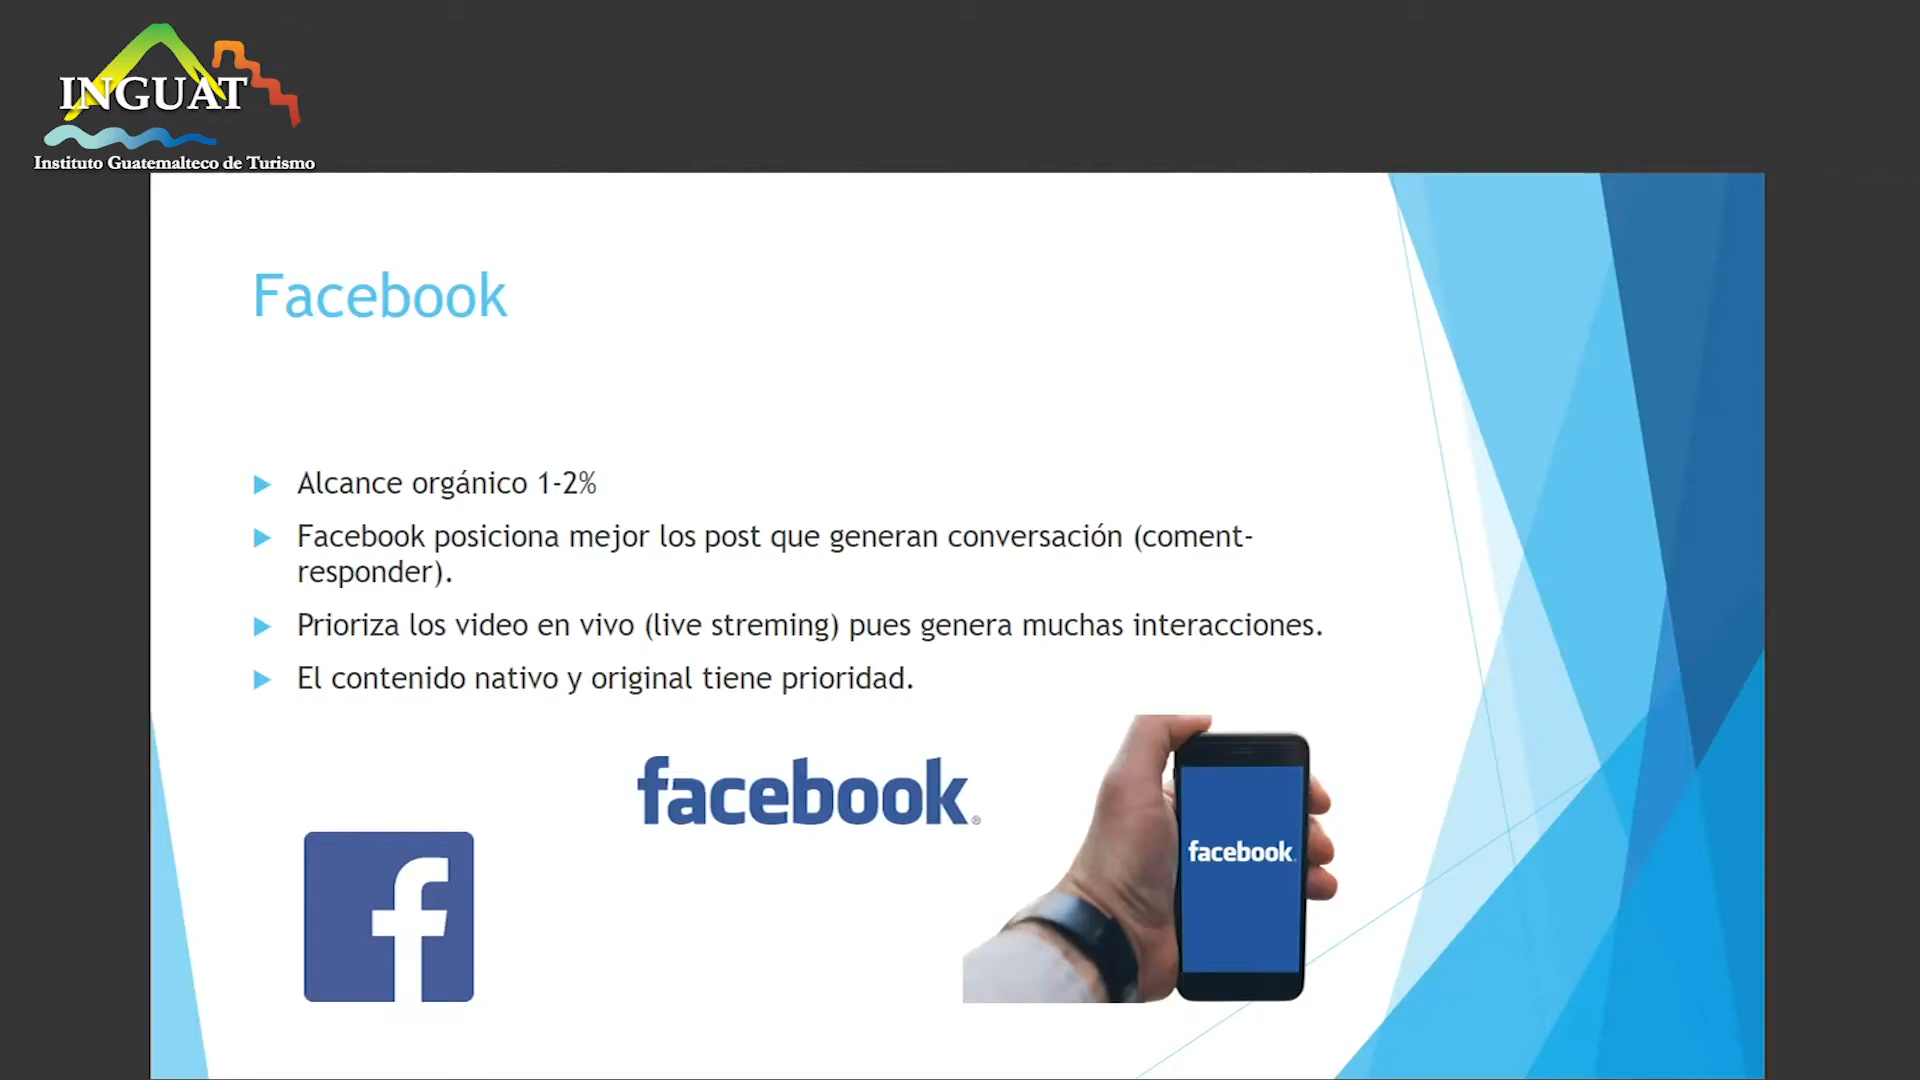 INGUAT
Instituto Guatemalteco de Turismo
Facebook
Alcance orgánico 1-2%
Facebook posiciona mejor los post que generan conversación (coment-
responder).
Prioriza los video en vivo (live streming) pues genera muchas interacciones.
El contenido nativo y original tiene prioridad.
facebook®
facebook
f